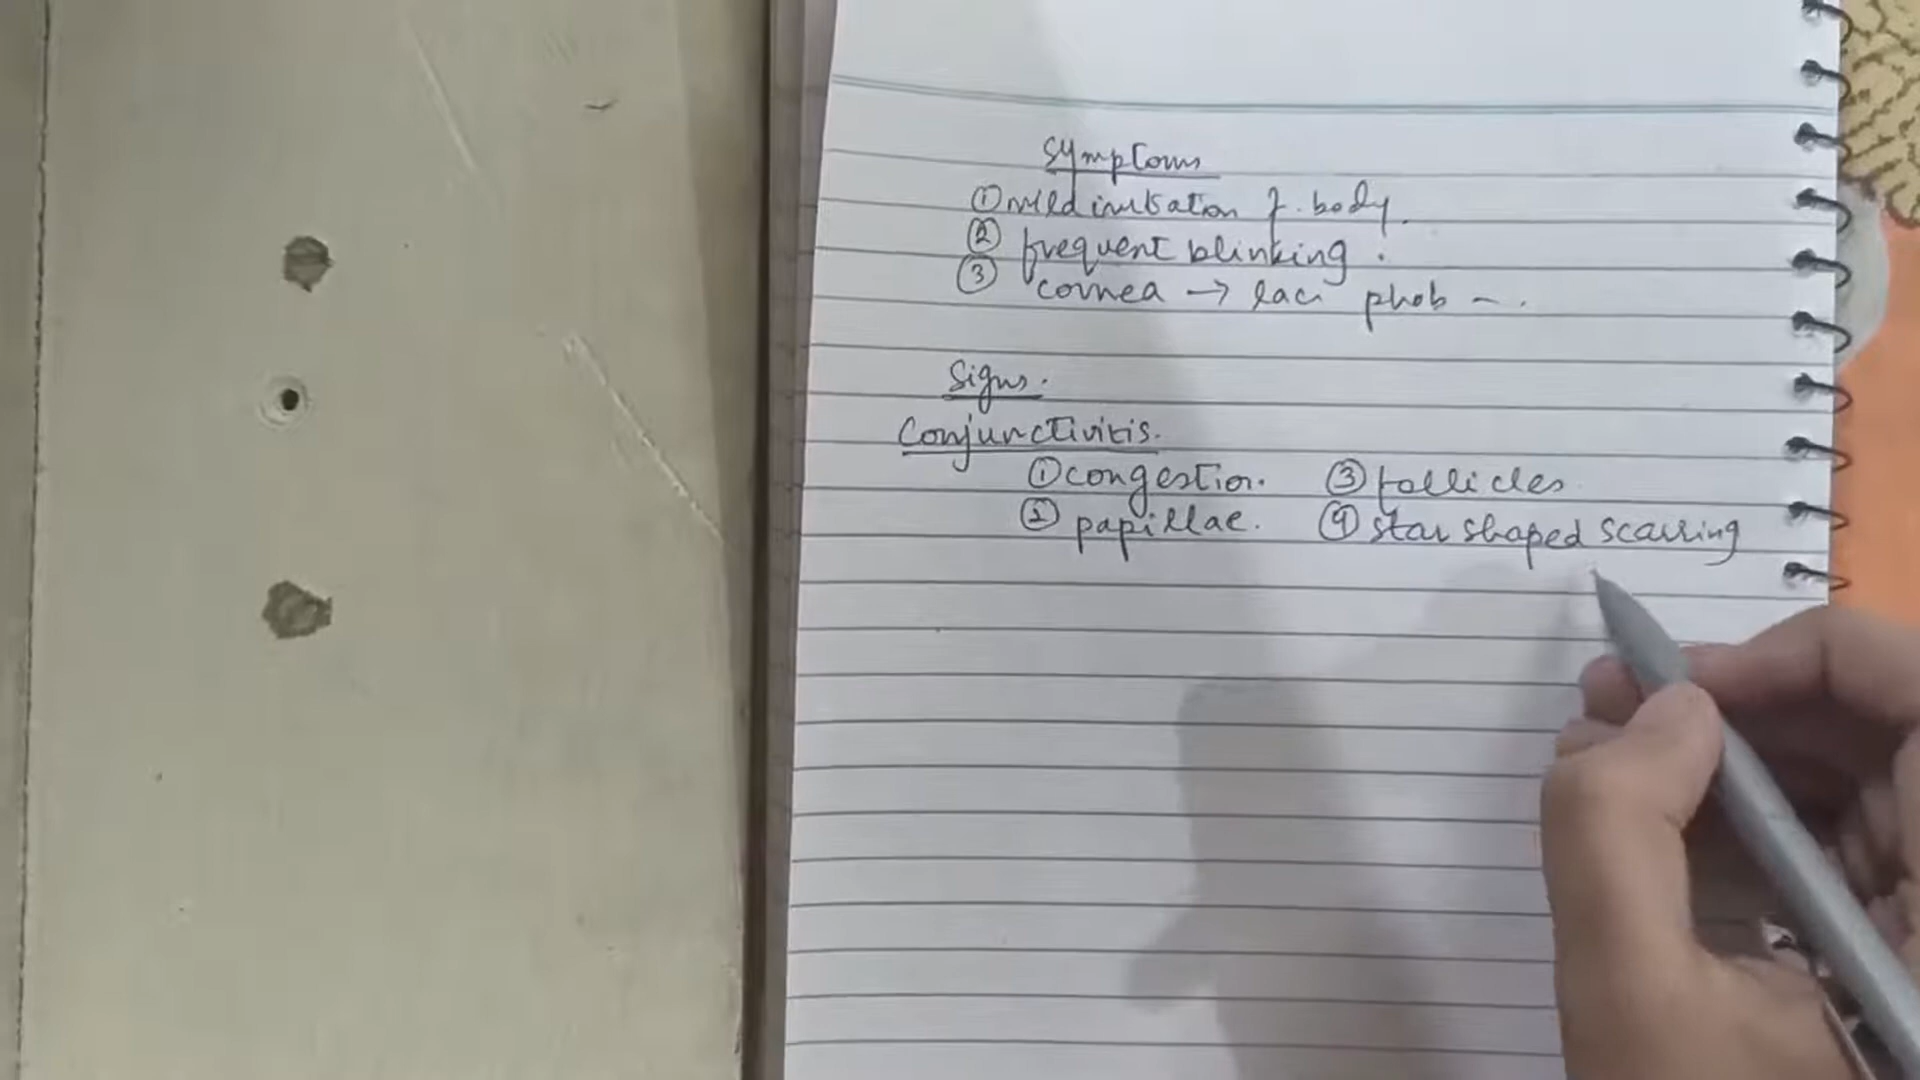 Symptoms
① mild irritation f. body.
② frequent blinking.
③ cornea → lacr phob - .
Signs.
Conjunctivitis.
① congestion. ③ follicles.
② papillae. ④ star shaped scarring